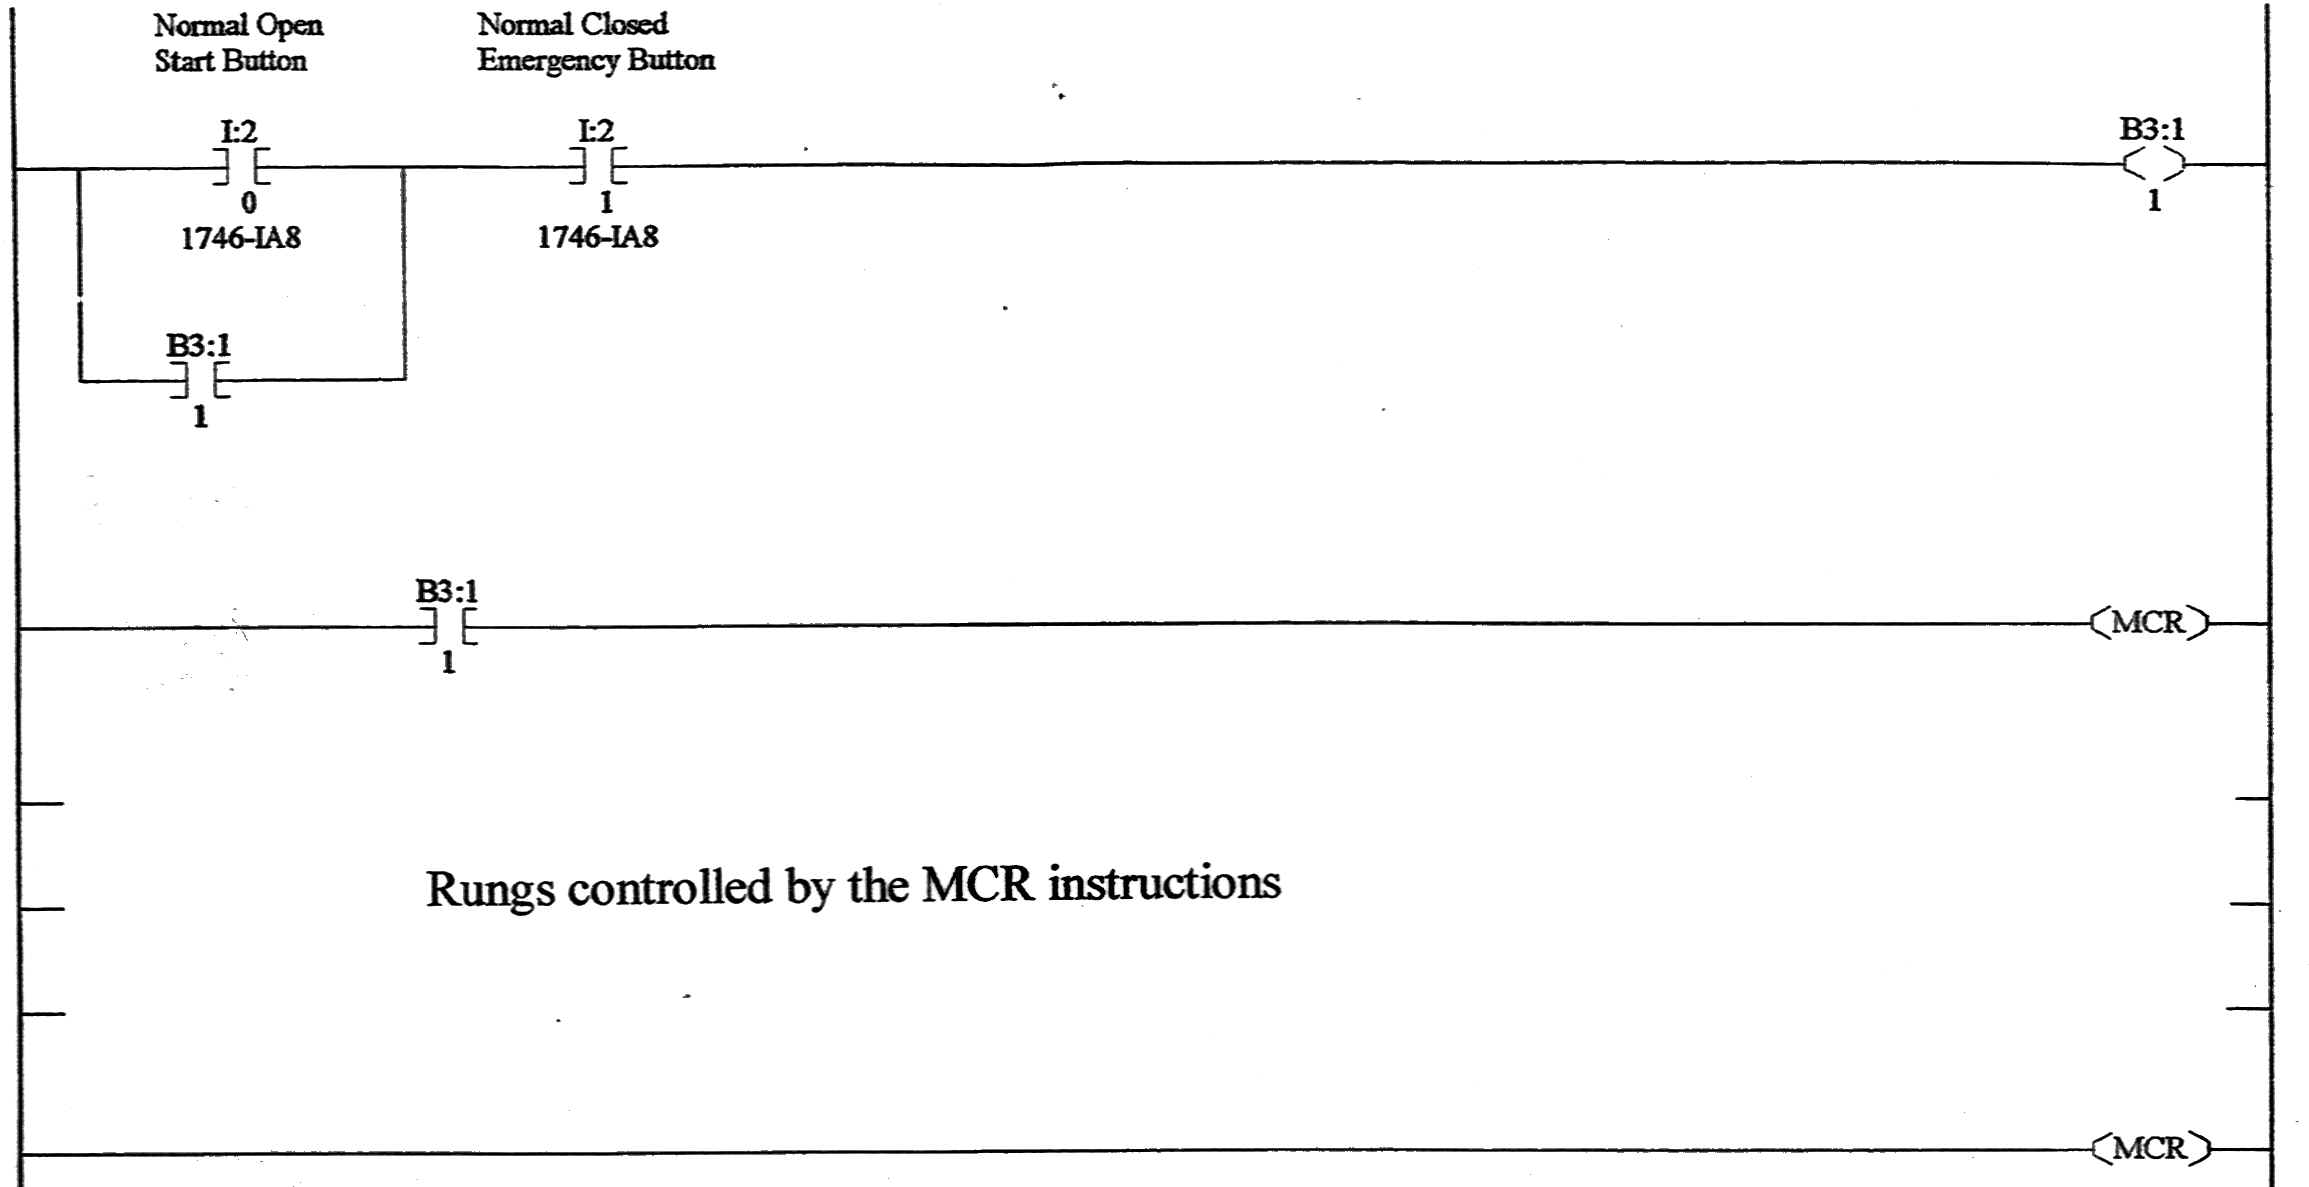 Normal Open
Start Button
Normal Closed
Emergency Button
I:2
0
1746-IA8
I:2
1
1746-IA8
B3:1
1
B3:1
1
B3:1
1
MCR
Rungs controlled by the MCR instructions
MCR